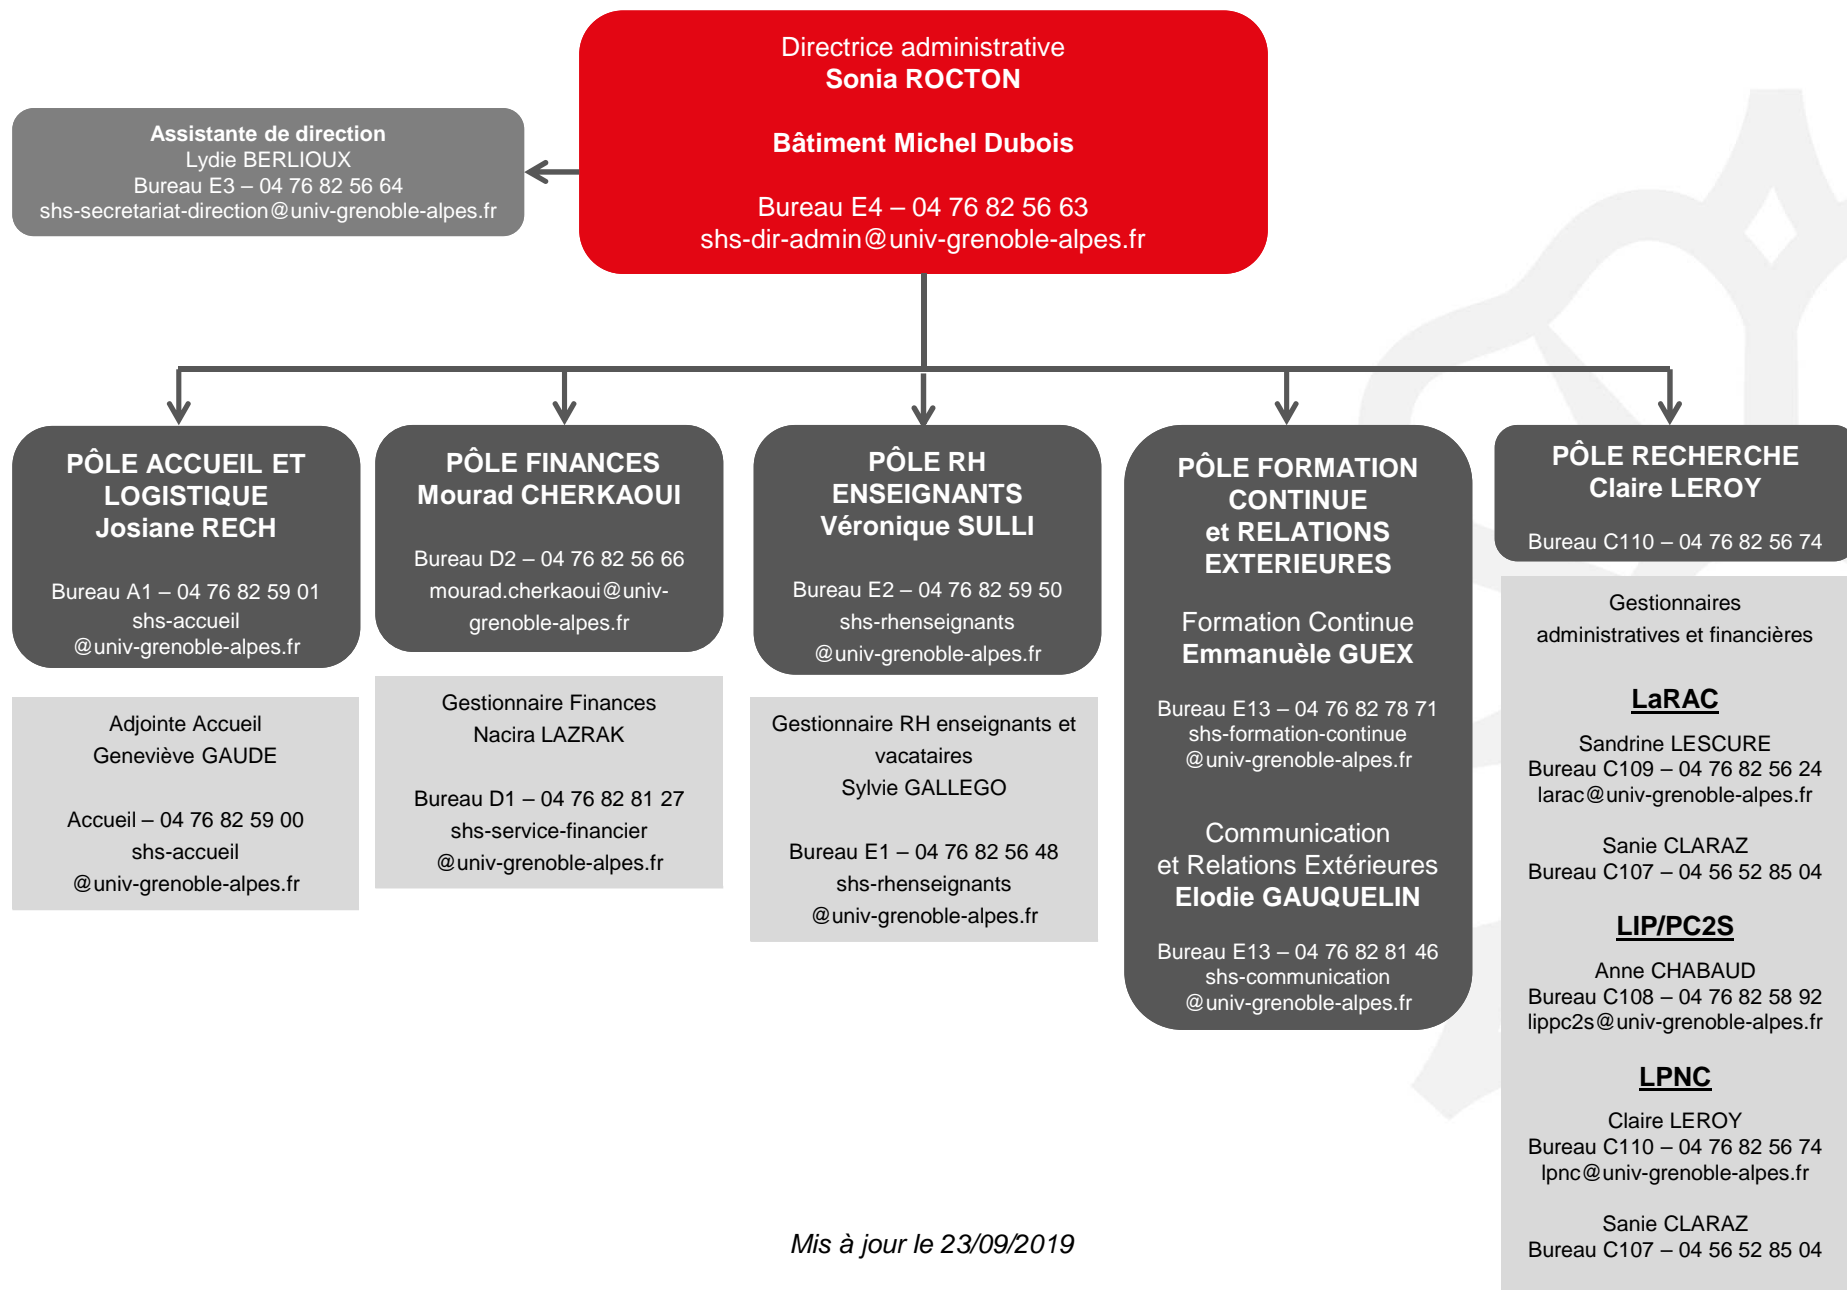 Directrice administrative
Sonia ROCTON
Bâtiment Michel Dubois
Bureau E4 – 04 76 82 56 63
shs-dir-admin@univ-grenoble-alpes.fr
Assistante de direction
Lydie BERLIOUX
Bureau E3 – 04 76 82 56 64
shs-secretariat-direction@univ-grenoble-alpes.fr
PÔLE ACCUEIL ET
LOGISTIQUE
Josiane RECH
Bureau A1 – 04 76 82 59 01
shs-accueil
@univ-grenoble-alpes.fr
Adjointe Accueil
Geneviève GAUDE
Accueil – 04 76 82 59 00
shs-accueil
@univ-grenoble-alpes.fr
PÔLE FINANCES
Mourad CHERKAOUI
Bureau D2 – 04 76 82 56 66
mourad.cherkaoui@univ-
grenoble-alpes.fr
Gestionnaire Finances
Nacira LAZRAK
Bureau D1 – 04 76 82 81 27
shs-service-financier
@univ-grenoble-alpes.fr
PÔLE RH
ENSEIGNANTS
Véronique SULLI
Bureau E2 – 04 76 82 59 50
shs-rhenseignants
@univ-grenoble-alpes.fr
Gestionnaire RH enseignants et
vacataires
Sylvie GALLEGO
Bureau E1 – 04 76 82 56 48
shs-rhenseignants
@univ-grenoble-alpes.fr
PÔLE FORMATION
CONTINUE
et RELATIONS
EXTERIEURES
Formation Continue
Emmanuèle GUEX
Bureau E13 – 04 76 82 78 71
shs-formation-continue
@univ-grenoble-alpes.fr
Communication
et Relations Extérieures
Elodie GAUQUELIN
Bureau E13 – 04 76 82 81 46
shs-communication
@univ-grenoble-alpes.fr
PÔLE RECHERCHE
Claire LEROY
Bureau C110 – 04 76 82 56 74
Gestionnaires
administratives et financières
LaRAC
Sandrine LESCURE
Bureau C109 – 04 76 82 56 24
larac@univ-grenoble-alpes.fr
Sanie CLARAZ
Bureau C107 – 04 56 52 85 04
LIP/PC2S
Anne CHABAUD
Bureau C108 – 04 76 82 58 92
lippc2s@univ-grenoble-alpes.fr
LPNC
Claire LEROY
Bureau C110 – 04 76 82 56 74
lpnc@univ-grenoble-alpes.fr
Sanie CLARAZ
Bureau C107 – 04 56 52 85 04
Mis à jour le 23/09/2019